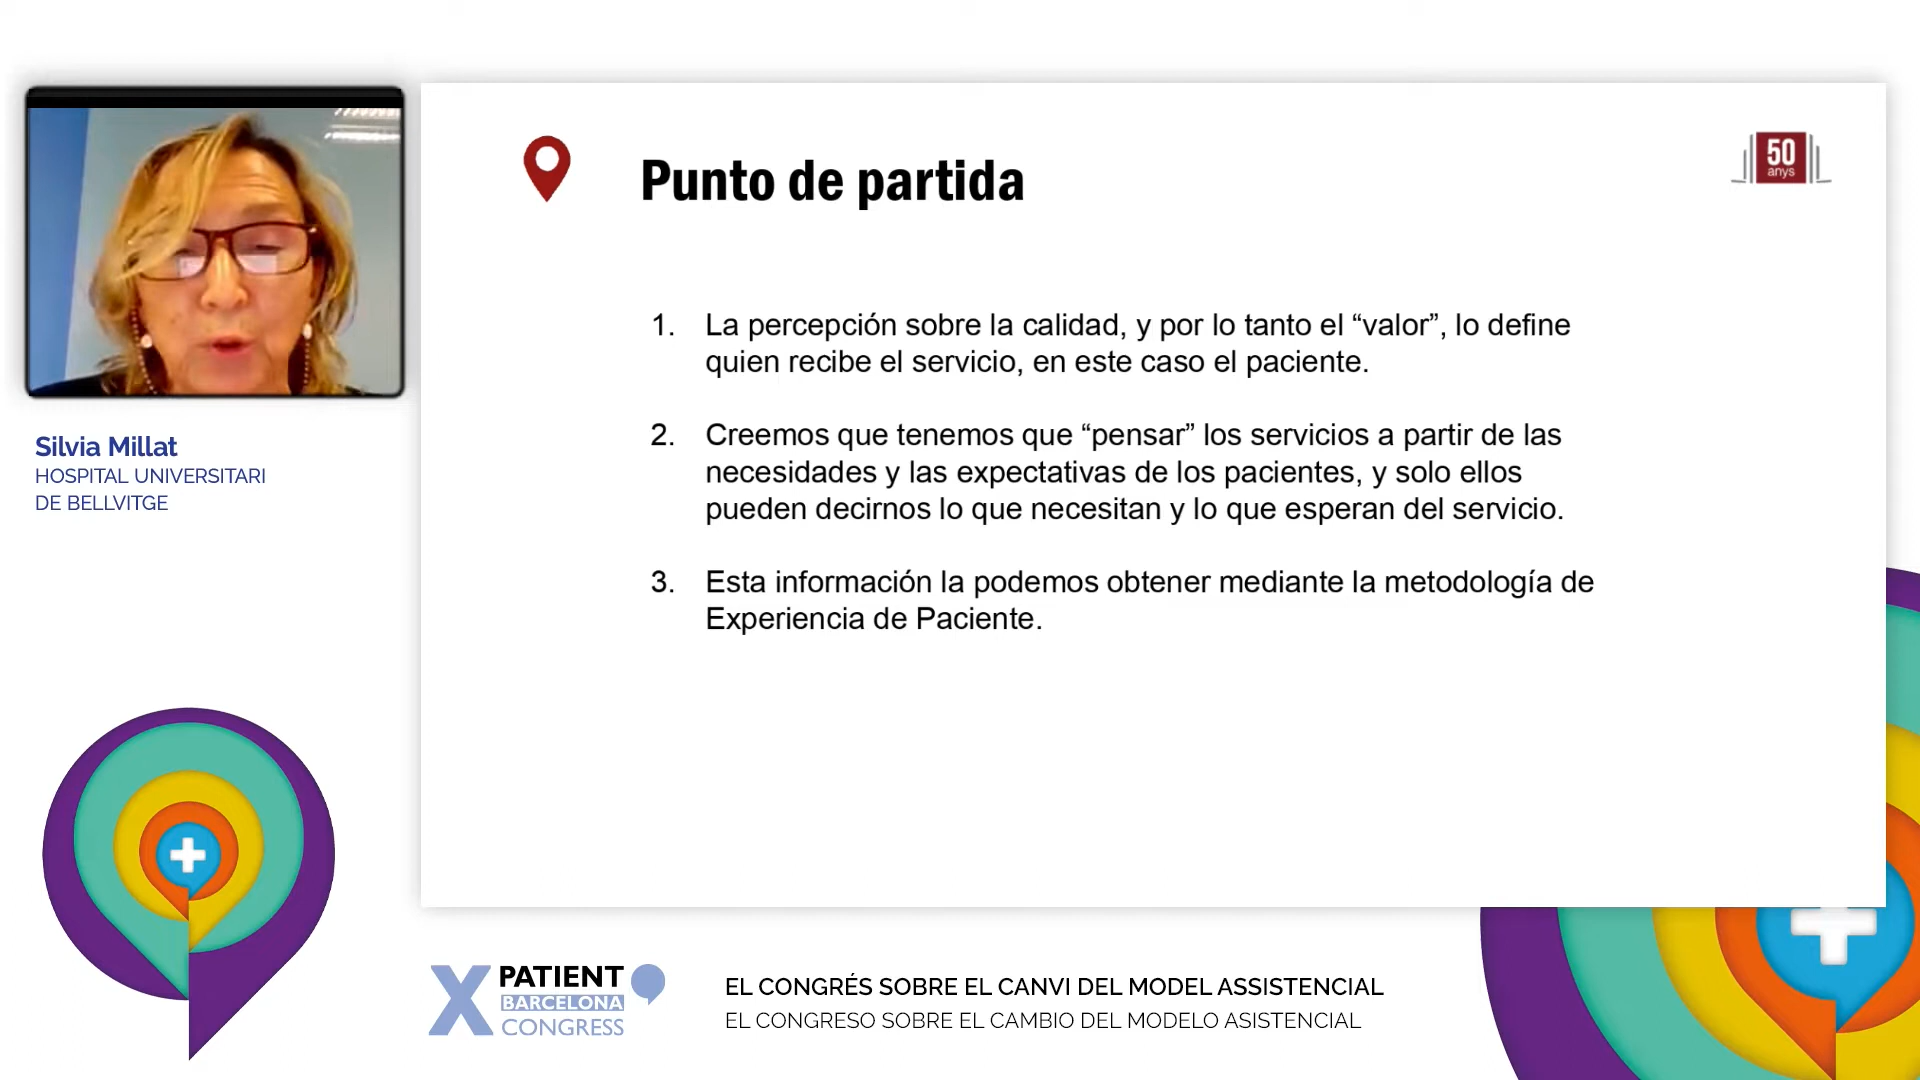 Silvia Millat
HOSPITAL UNIVERSITARI
DE BELLVITGE
Punto de partida
50
anys
1. La percepción sobre la calidad, y por lo tanto el “valor”, lo define
quien recibe el servicio, en este caso el paciente.
2. Creemos que tenemos que “pensar” los servicios a partir de las
necesidades y las expectativas de los pacientes, y solo ellos
pueden decirnos lo que necesitan y lo que esperan del servicio.
3. Esta información la podemos obtener mediante la metodología de
Experiencia de Paciente.
X PATIENT
BARCELONA
CONGRESS
EL CONGRÉS SOBRE EL CANVI DEL MODEL ASSISTENCIAL
EL CONGRESO SOBRE EL CAMBIO DEL MODELO ASISTENCIAL